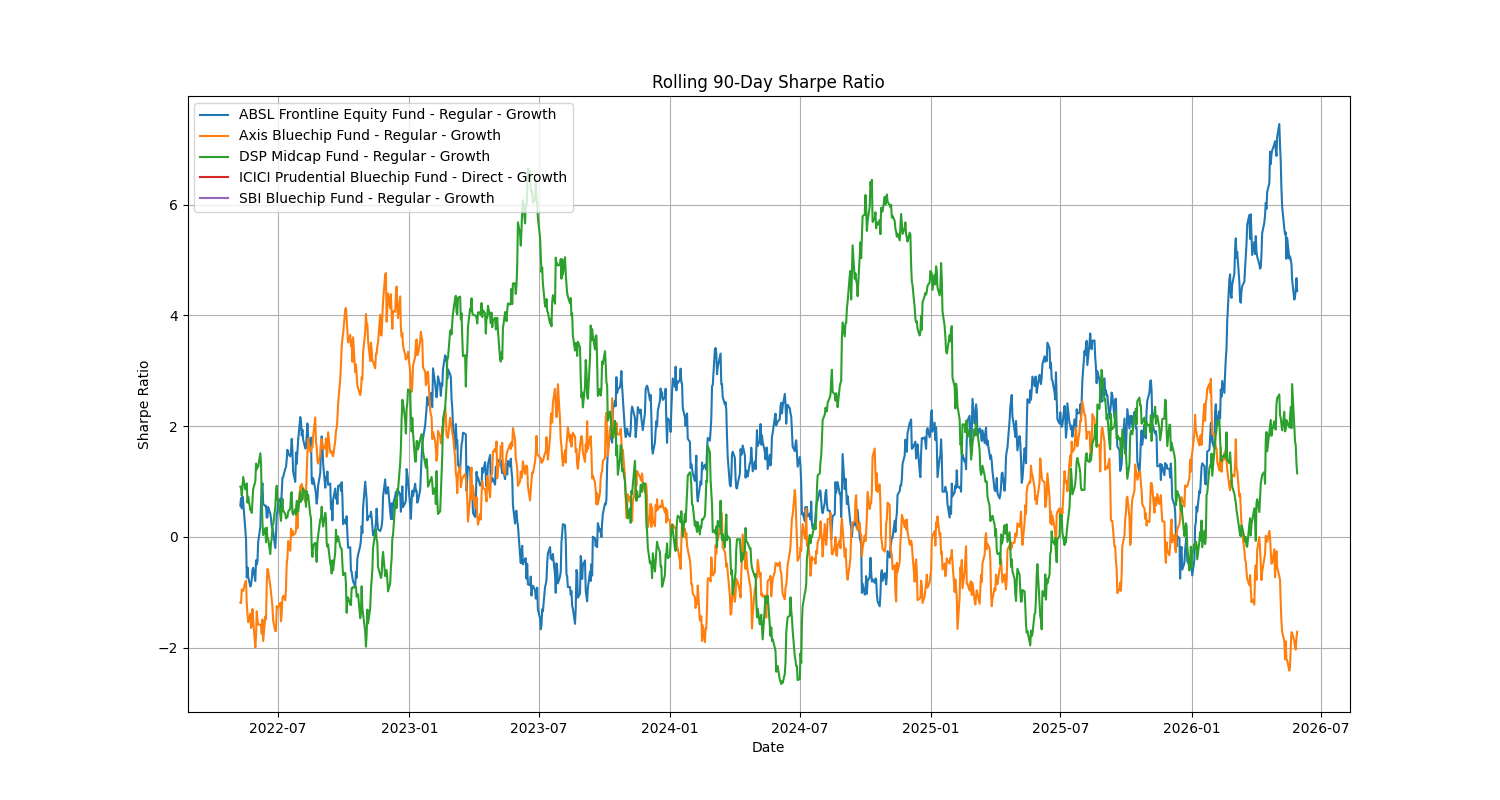 Rolling 90-Day Sharpe Ratio
ABSL Frontline Equity Fund - Regular - Growth
Axis Bluechip Fund - Regular - Growth
DSP Midcap Fund - Regular - Growth
ICICI Prudential Bluechip Fund - Direct - Growth
SBI Bluechip Fund - Regular - Growth
Sharpe Ratio
6
4
2
0
−2
2022-07
2023-01
2023-07
2024-01
2024-07
2025-01
2025-07
2026-01
2026-07
Date